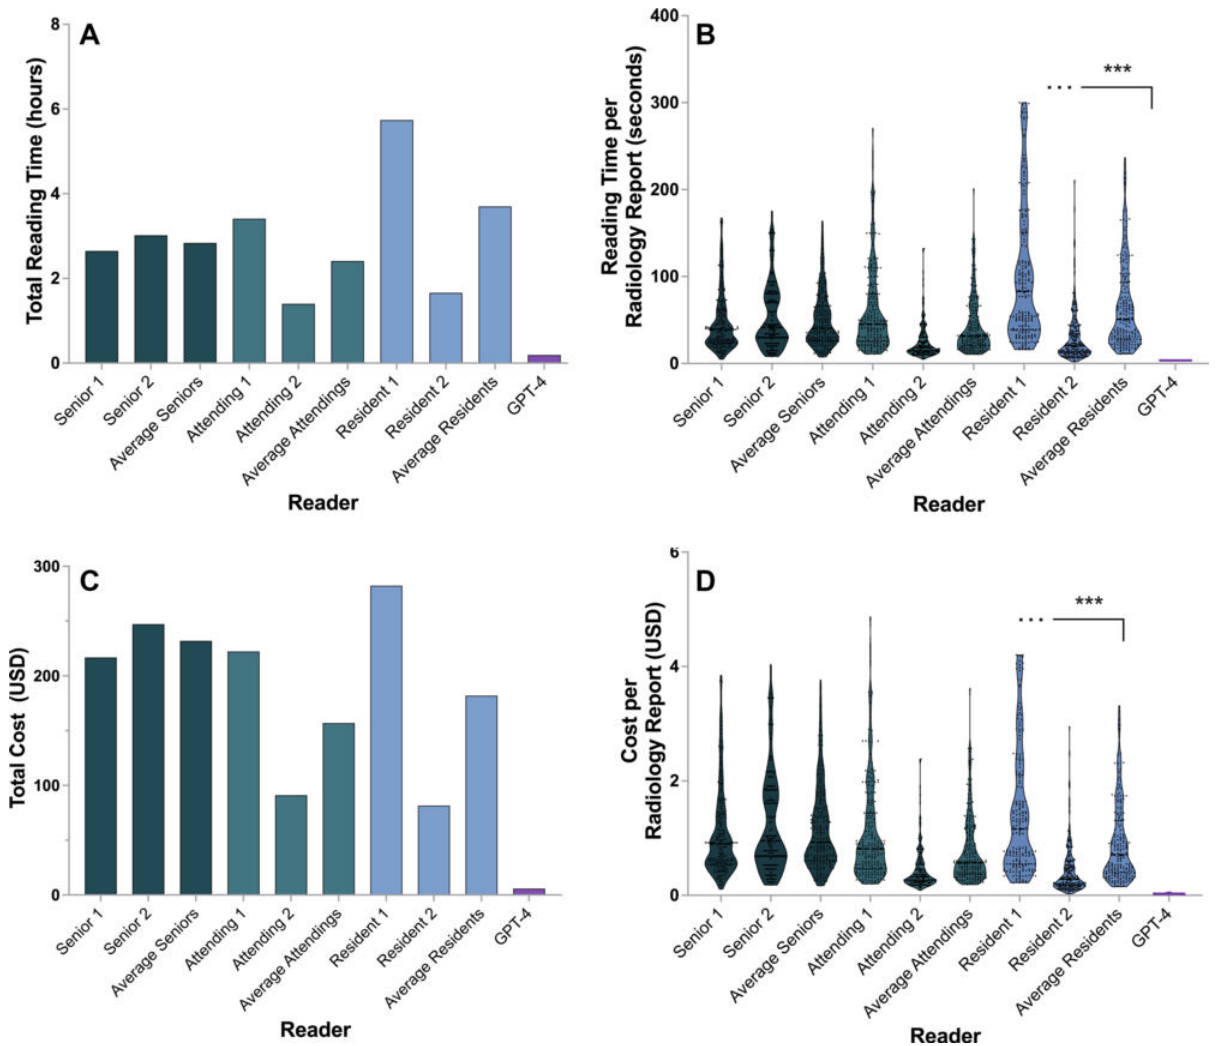 A
Total Reading Time (hours)
8
6
4
2
0
Senior 1
Senior 2
Average Seniors
Attending 1
Attending 2
Average Attendings
Resident 1
Resident 2
Average Residents
GPT-4
Reader
B
Reading Time per
Radiology Report (seconds)
400
300
200
100
0
... ***
Senior 1
Senior 2
Average Seniors
Attending 1
Attending 2
Average Attendings
Resident 1
Resident 2
Average Residents
GPT-4
Reader
C
Total Cost (USD)
300
200
100
0
Senior 1
Senior 2
Average Seniors
Attending 1
Attending 2
Average Attendings
Resident 1
Resident 2
Average Residents
GPT-4
Reader
D
Cost per
Radiology Report (USD)
6
4
2
0
... ***
Senior 1
Senior 2
Average Seniors
Attending 1
Attending 2
Average Attendings
Resident 1
Resident 2
Average Residents
GPT-4
Reader